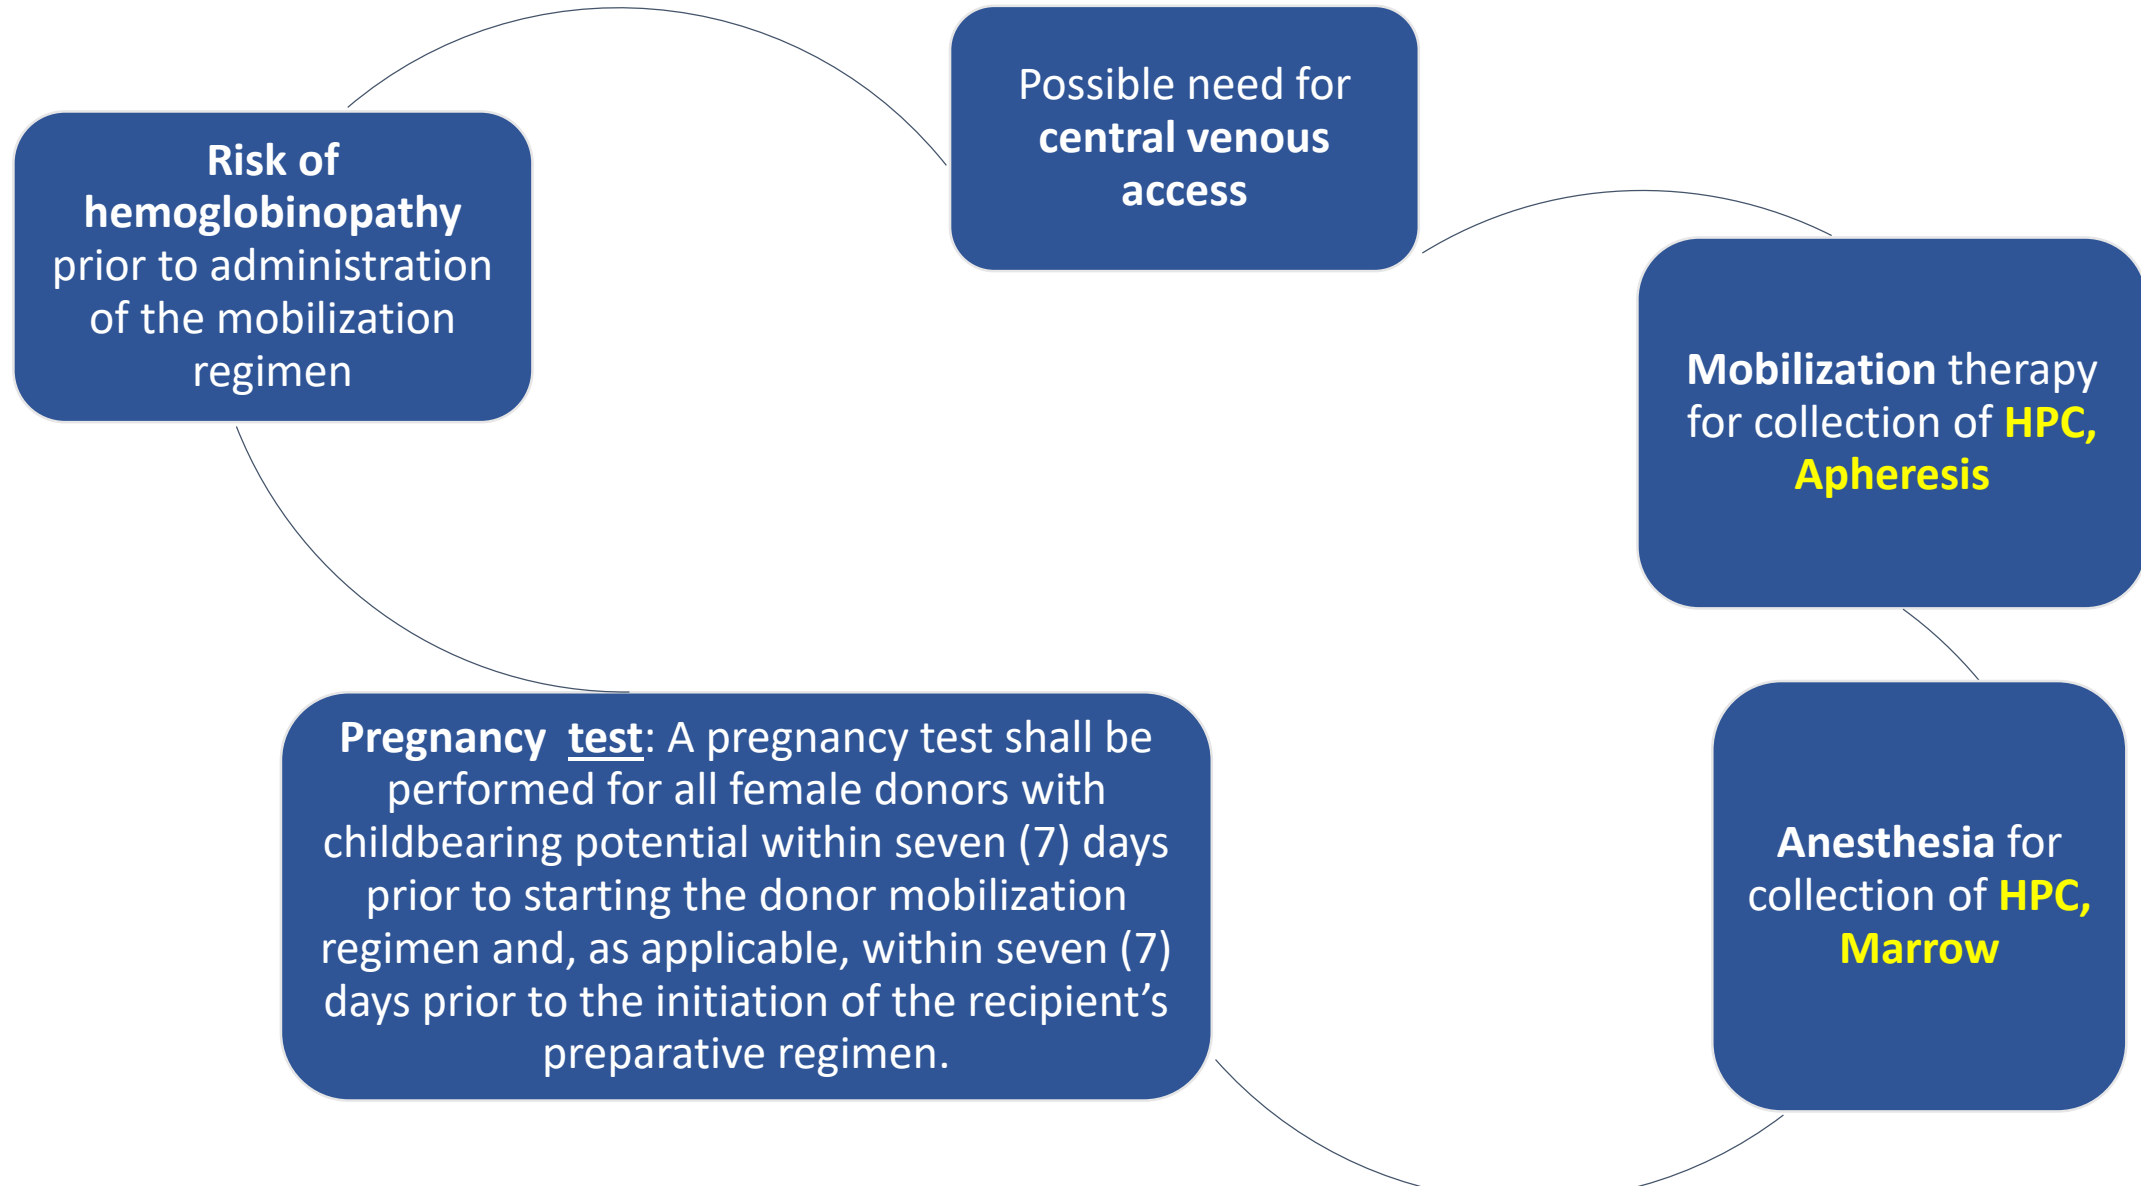 Possible need for
central venous
access
Mobilization therapy
for collection of HPC,
Apheresis
Anesthesia for
collection of HPC,
Marrow
Pregnancy  test: A pregnancy test shall be
performed for all female donors with
childbearing potential within seven (7) days
prior to starting the donor mobilization
regimen and, as applicable, within seven (7)
days prior to the initiation of the recipient’s
preparative regimen.
Risk of
hemoglobinopathy
prior to administration
of the mobilization
regimen